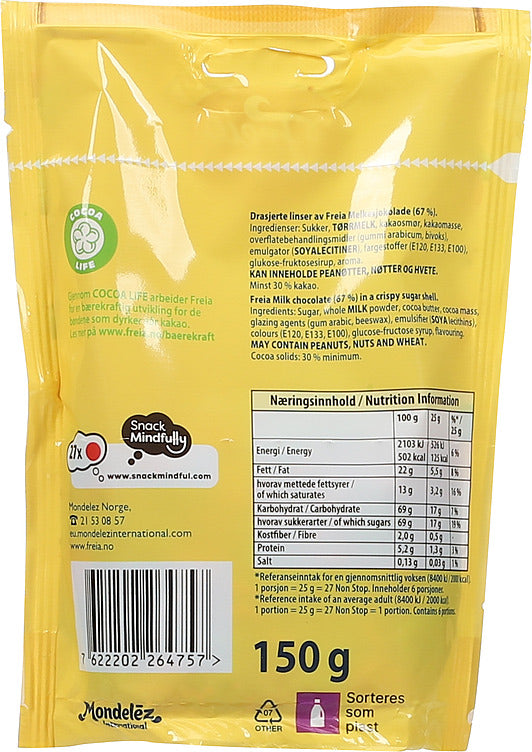 COCOA
LIFE
Gjennom COCOA LIFE arbeider Freia
for en bærekraftig utvikling for de
bøndene som dyrker vår kakao.
Les mer på www.freia.no/baerekraft
Drasjerte linser av Freia Melkesjokolade (67 %).
Ingredienser: Sukker, TØRRMELK, kakaosmør, kakaomasse,
overflatebehandlingsmidler (gummi arabicum, bivoks),
emulgator (SOYALECITINER), fargestoffer (E120, E133, E100),
glukose-fruktosesirup, aroma.
KAN INNEHOLDE PEANØTTER, NØTTER OG HVETE.
Minst 30 % kakao.
Freia Milk chocolate (67 %) in a crispy sugar shell.
Ingredients: Sugar, whole MILK powder, cocoa butter, cocoa mass,
glazing agents (gum arabic, beeswax), emulsifier (SOYA lecithins),
colours (E120, E133, E100), glucose-fructose syrup, flavouring.
MAY CONTAIN PEANUTS, NUTS AND WHEAT.
Cocoa solids: 30 % minimum.
Næringsinnhold / Nutrition Information
100 g 25 g %*/
25 g
Energi / Energy 2103 kJ 526 kJ 6 %
502 kcal 125 kcal
Fett / Fat 22 g 5,5 g 8 %
hvorav mettede fettsyrer /
of which saturates 13 g 3,2 g 16 %
Karbohydrat / Carbohydrate 69 g 17 g 7 %
hvorav sukkerarter / of which sugars 69 g 17 g 19 %
Kostfiber / Fibre 2,0 g 0,5 g -
Protein 5,2 g 1,3 g 3 %
Salt 0,13 g 0,03 g 1 %
*Referanseinntak for en gjennomsnittlig voksen (8400 kJ / 2000 kcal).
1 porsjon = 25 g = 27 Non Stop. Inneholder 6 porsjoner.
*Reference intake of an average adult (8400 kJ / 2000 kcal).
1 portion = 25 g = 27 Non Stop = 1 portion. Contains 6 portions.
Snack
Mindfully
27x
www.snackmindful.com
Mondelez Norge,
☎ 21 53 08 57
eu.mondelezinternational.com
www.freia.no
7 622202 264757 >
150 g
Mondelēz
International
07
OTHER
Sorteres
som
plast